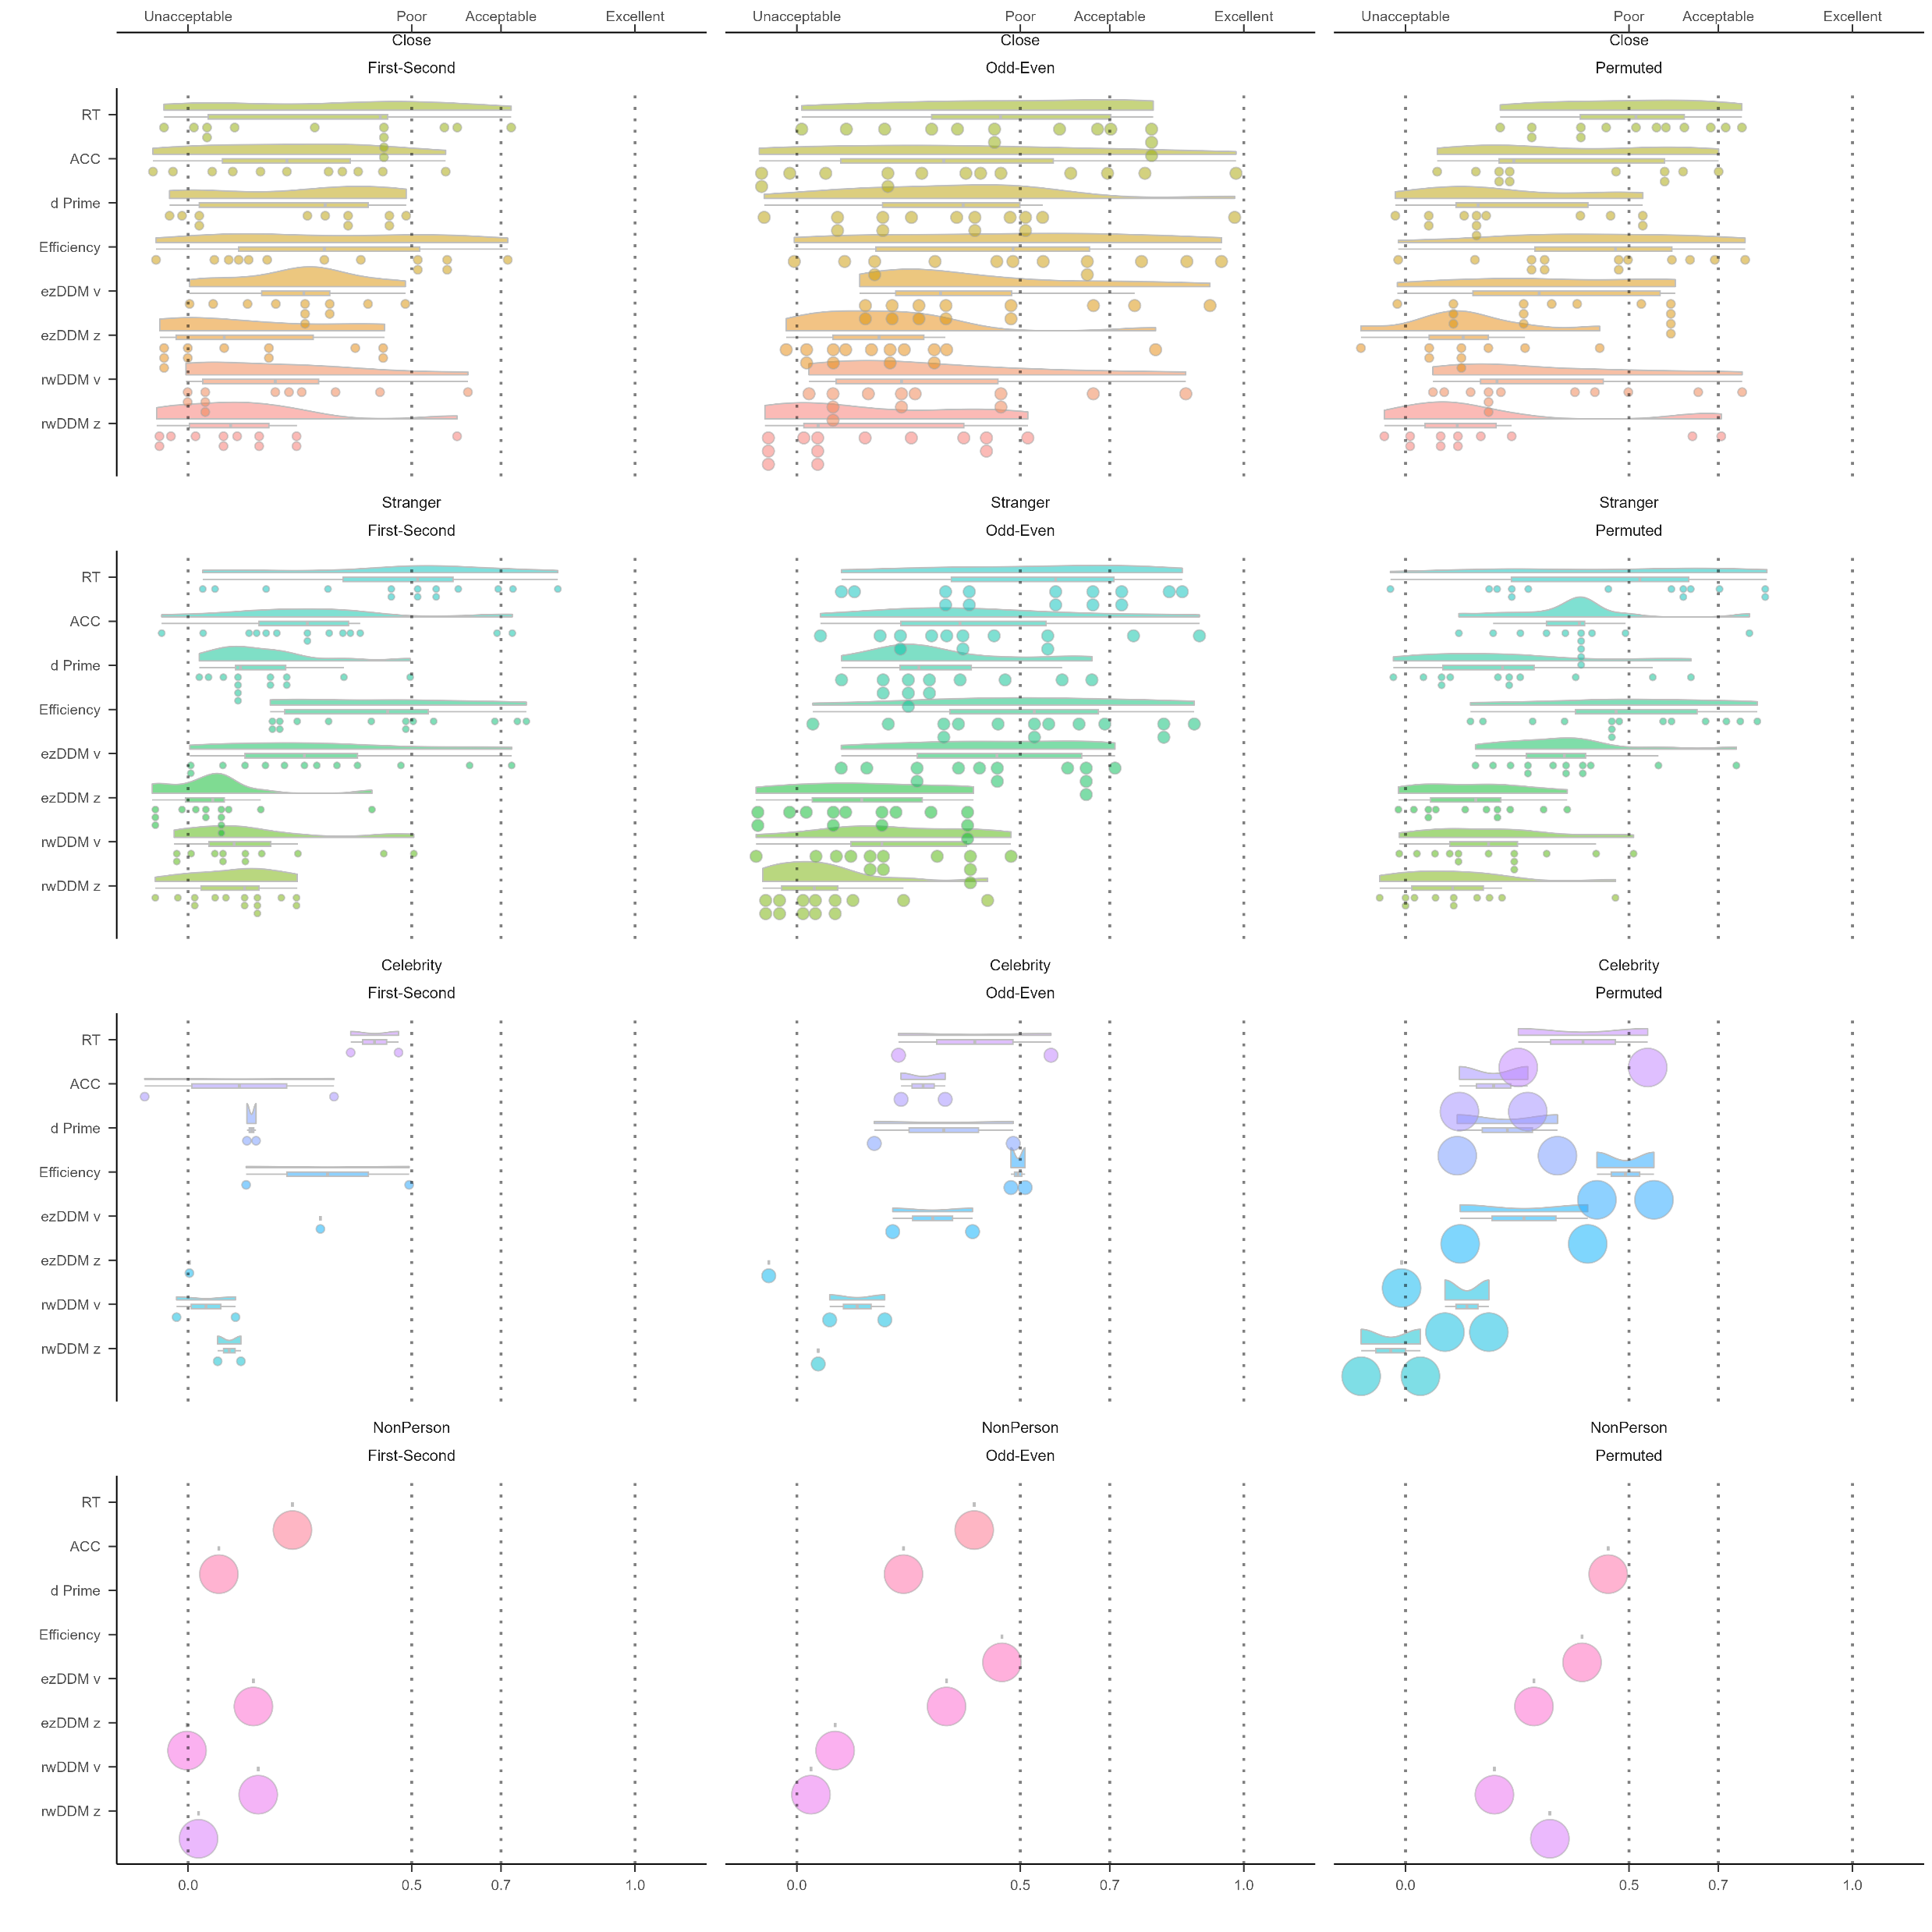 Unacceptable Poor Acceptable Excellent Unacceptable Poor Acceptable Excellent Unacceptable Poor Acceptable Excellent
Close Close Close
First-Second Odd-Even Permuted
RT
ACC
d Prime
Efficiency
ezDDM v
ezDDM z
rwDDM v
rwDDM z
Stranger Stranger Stranger
First-Second Odd-Even Permuted
RT
ACC
d Prime
Efficiency
ezDDM v
ezDDM z
rwDDM v
rwDDM z
Celebrity Celebrity Celebrity
First-Second Odd-Even Permuted
RT
ACC
d Prime
Efficiency
ezDDM v
ezDDM z
rwDDM v
rwDDM z
NonPerson NonPerson NonPerson
First-Second Odd-Even Permuted
RT
ACC
d Prime
Efficiency
ezDDM v
ezDDM z
rwDDM v
rwDDM z
0.0 0.5 0.7 1.0 0.0 0.5 0.7 1.0 0.0 0.5 0.7 1.0